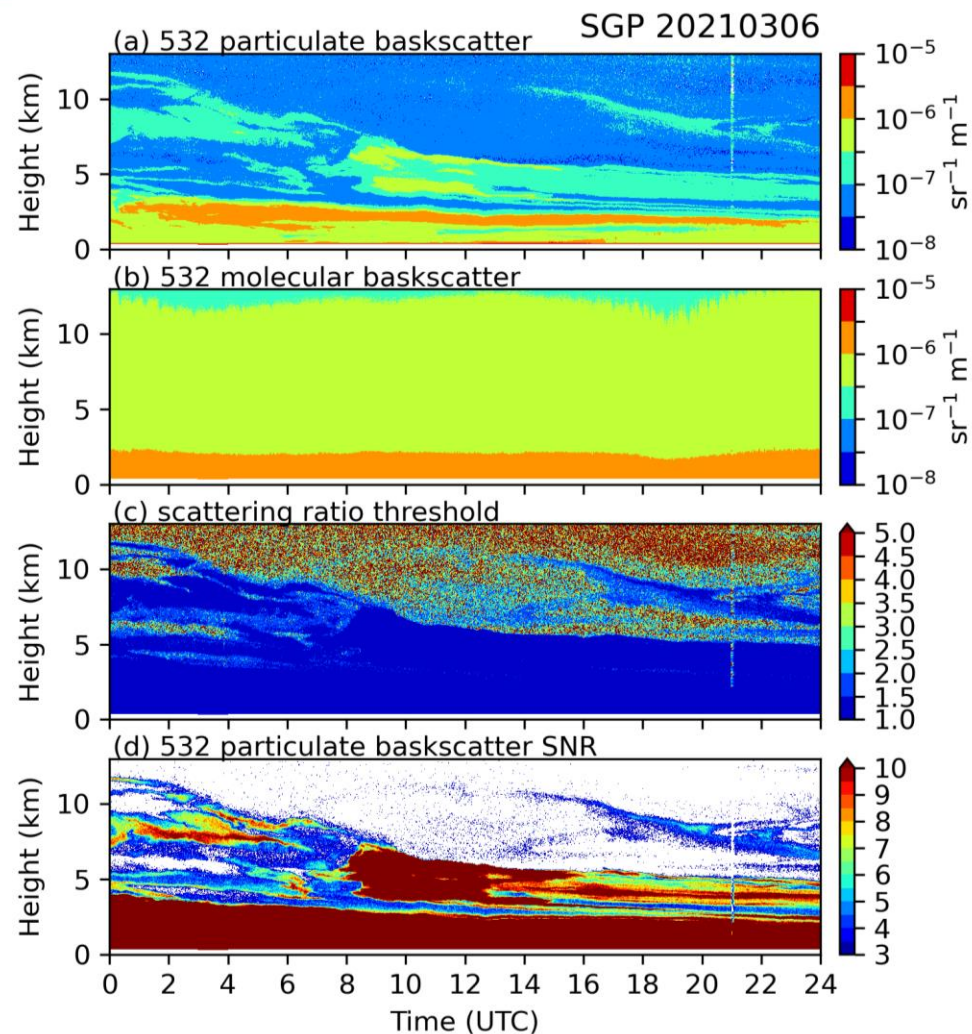 SGP 20210306
(a) 532 particulate baskscatter
Height (km)
10
5
0
10⁻⁵
10⁻⁶
10⁻⁷
10⁻⁸
sr⁻¹ m⁻¹
(b) 532 molecular baskscatter
Height (km)
10
5
0
10⁻⁵
10⁻⁶
10⁻⁷
10⁻⁸
sr⁻¹ m⁻¹
(c) scattering ratio threshold
Height (km)
10
5
0
5.0
4.5
4.0
3.5
3.0
2.5
2.0
1.5
1.0
(d) 532 particulate baskscatter SNR
Height (km)
10
5
0
10
9
8
7
6
5
4
3
0 2 4 6 8 10 12 14 16 18 20 22 24
Time (UTC)